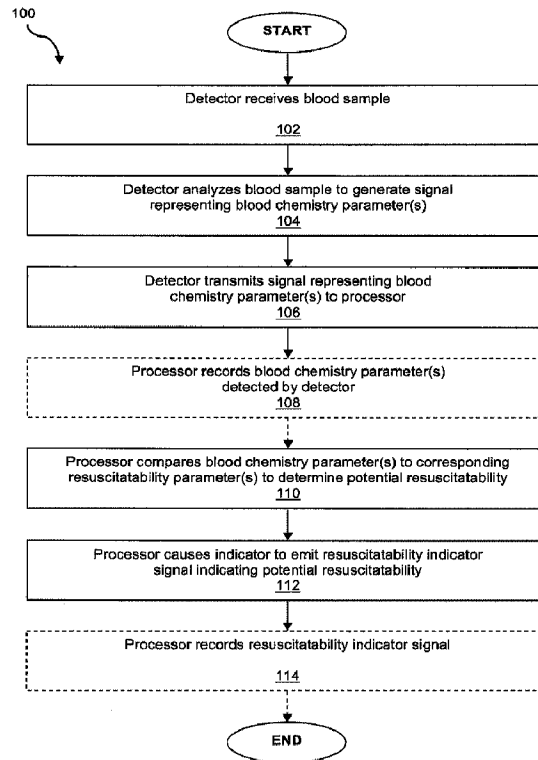 100
START
Detector receives blood sample
102
Detector analyzes blood sample to generate signal
representing blood chemistry parameter(s)
104
Detector transmits signal representing blood
chemistry parameter(s) to processor
106
Processor records blood chemistry parameter(s)
detected by detector
108
Processor compares blood chemistry parameter(s) to corresponding
resuscitatability parameter(s) to determine potential resuscitatability
110
Processor causes indicator to emit resuscitatability indicator
signal indicating potential resuscitatability
112
Processor records resuscitatability indicator signal
114
END